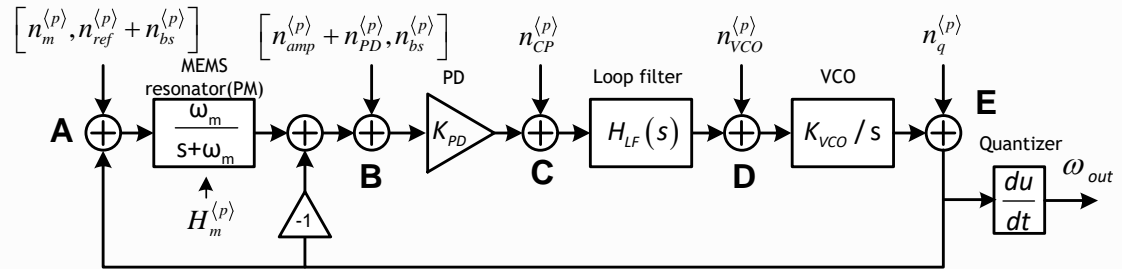 [n_m^⟨p⟩, n_ref^⟨p⟩ + n_bs^⟨p⟩]
[n_amp^⟨p⟩ + n_PD^⟨p⟩, n_bs^⟨p⟩]
n_CP^⟨p⟩
n_VCO^⟨p⟩
n_q^⟨p⟩
MEMS
resonator(PM)
PD
Loop filter
VCO
A
ω_m
s+ω_m
B
K_PD
C
H_LF(s)
D
K_VCO / s
E
Quantizer
H_m^⟨p⟩
-1
du
dt
ω_out